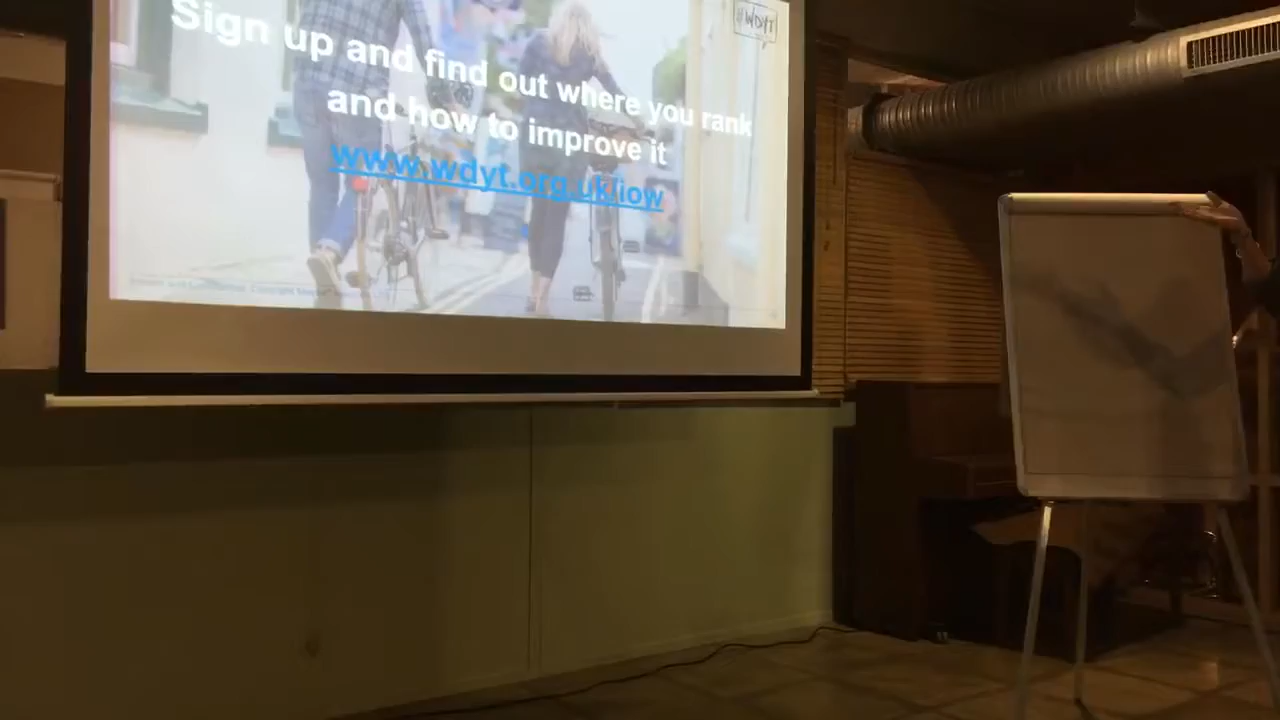 #WDYT
Sign up and find out where you rank
and how to improve it
www.wdyt.org.uk/iow